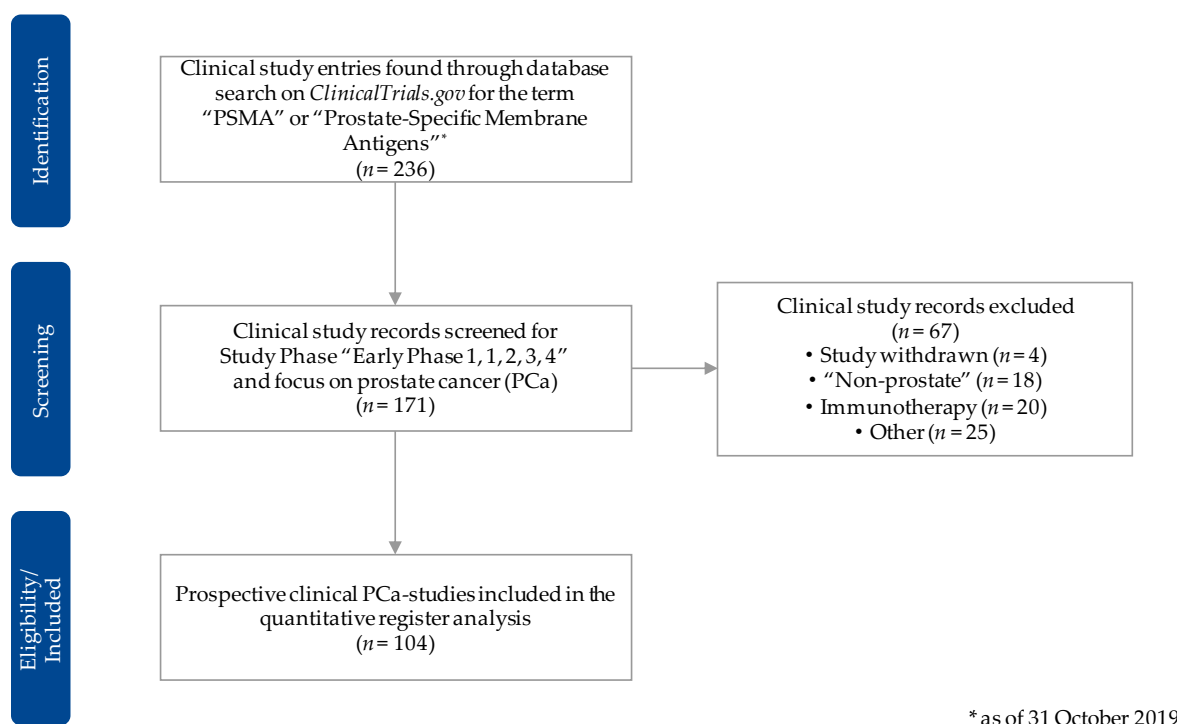 Identification
Clinical study entries found through database
search on ClinicalTrials.gov for the term
“PSMA” or “Prostate-Specific Membrane
Antigens”*
(n = 236)
Screening
Clinical study records screened for
Study Phase “Early Phase 1, 1, 2, 3, 4”
and focus on prostate cancer (PCa)
(n = 171)
Clinical study records excluded
(n = 67)
• Study withdrawn (n = 4)
• “Non-prostate” (n = 18)
• Immunotherapy (n = 20)
• Other (n = 25)
Eligibility/
Included
Prospective clinical PCa-studies included in the
quantitative register analysis
(n = 104)
* as of 31 October 2019